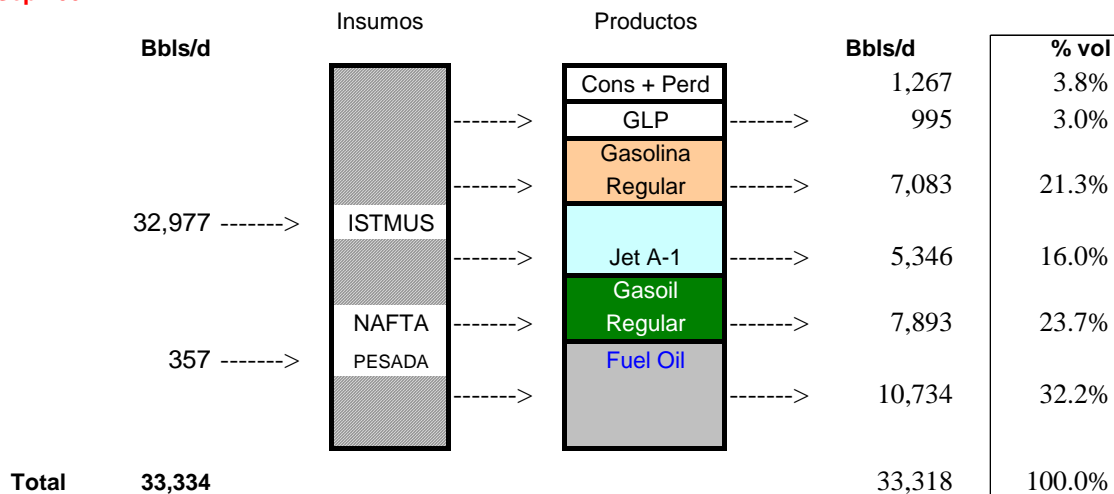 Insumos Productos
Bbls/d Bbls/d % vol
Cons + Perd 1,267 3.8%
-------> GLP -------> 995 3.0%
Gasolina
-------> Regular -------> 7,083 21.3%
32,977 -------> ISTMUS
-------> Jet A-1 -------> 5,346 16.0%
Gasoil
NAFTA -------> Regular -------> 7,893 23.7%
357 -------> PESADA Fuel Oil
-------> -------> 10,734 32.2%
Total 33,334 33,318 100.0%